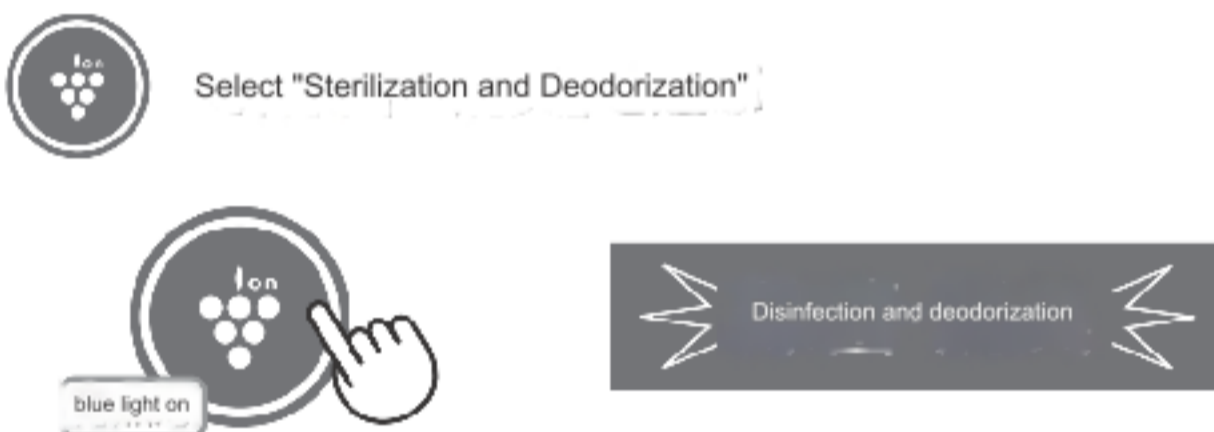 Ion
Select "Sterilization and Deodorization"
Ion
blue light on
Disinfection and deodorization